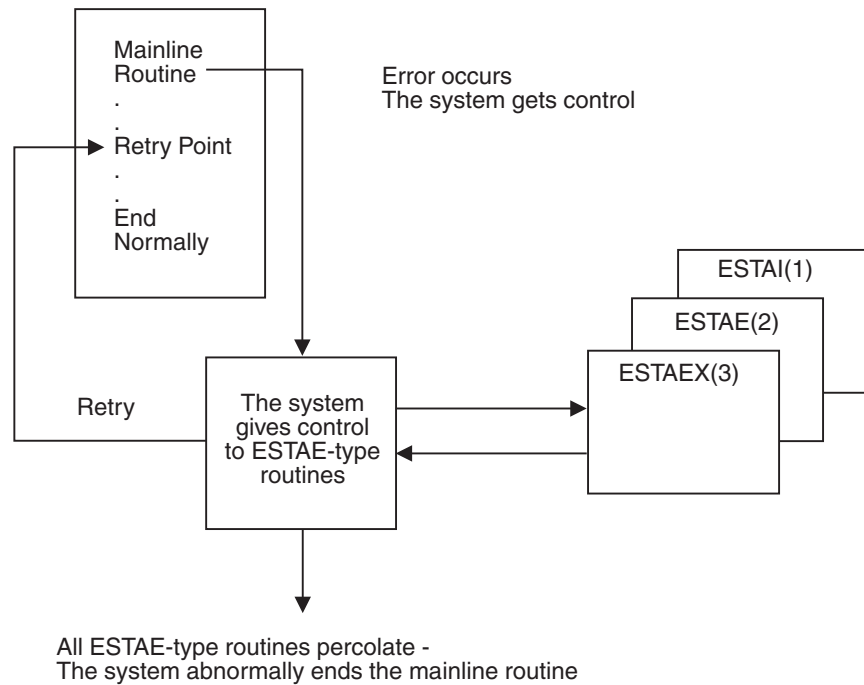 Mainline
Routine
.
.
Retry Point
.
.
End
Normally
Error occurs
The system gets control
ESTAI(1)
ESTAE(2)
ESTAEX(3)
Retry
The system
gives control
to ESTAE-type
routines
All ESTAE-type routines percolate -
The system abnormally ends the mainline routine